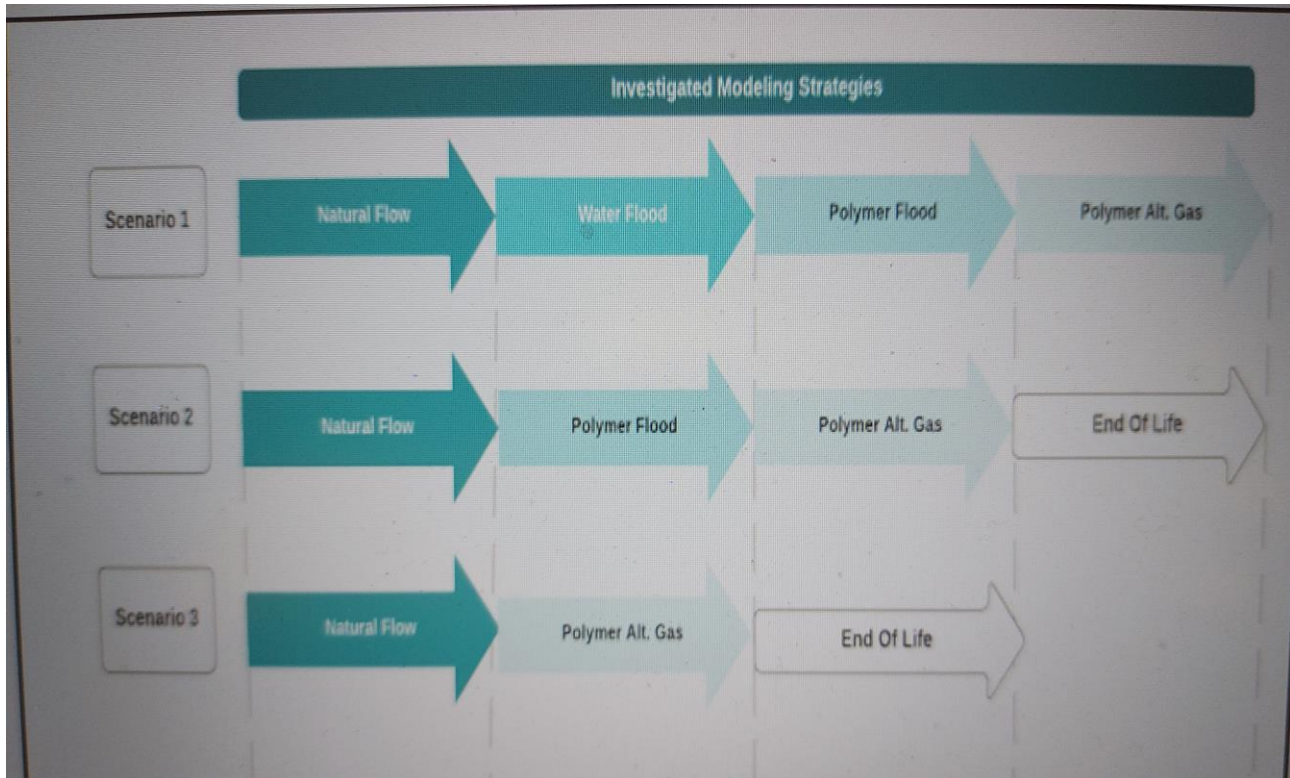 Investigated Modeling Strategies
Scenario 1
Natural Flow
Water Flood
Polymer Flood
Polymer Alt. Gas
Scenario 2
Natural Flow
Polymer Flood
Polymer Alt. Gas
End Of Life
Scenario 3
Natural Flow
Polymer Alt. Gas
End Of Life